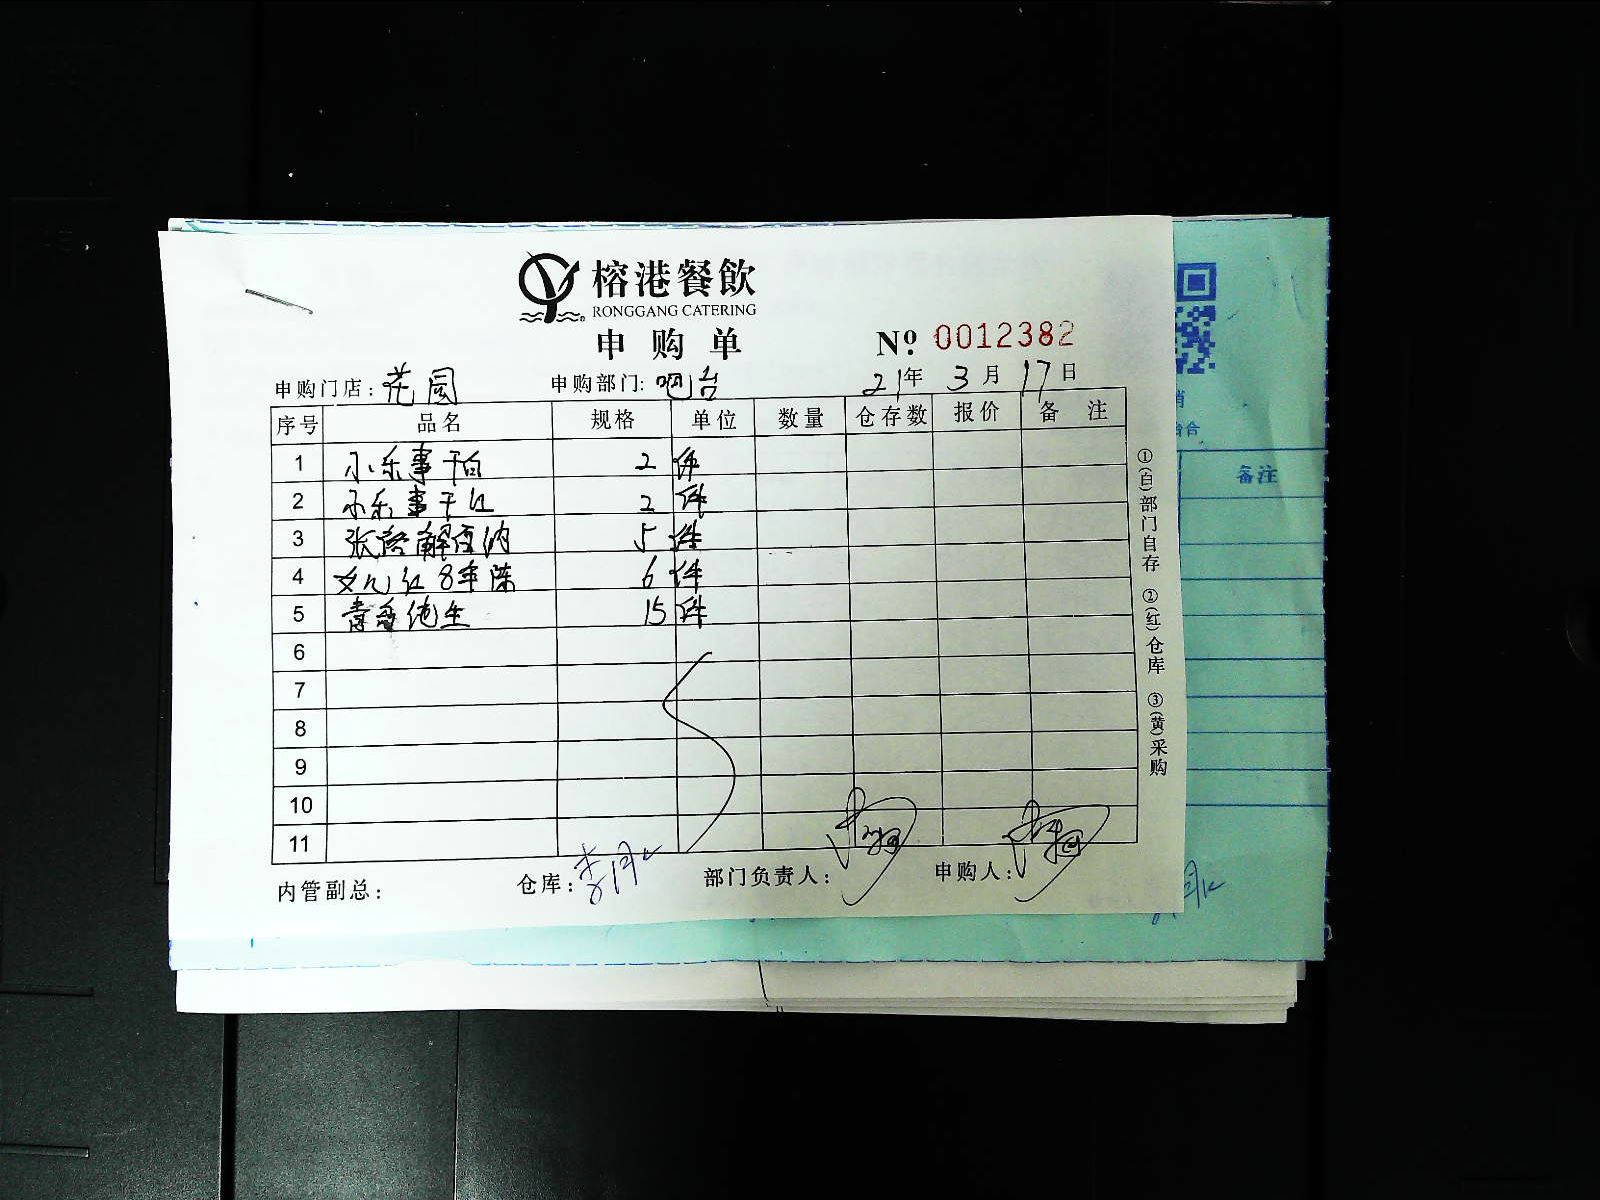 榕港餐飲
RONGGANG CATERING
申购单
Nº. 0012382
申购门店: 花园 申购部门: 吧台 21年 3月 17日
序号 品名 规格 单位 数量 仓存数 报价 备注
1 小乐事干白 2 件
2 小乐事干红 2 件
3 张裕解百纳 5 件
4 女儿红8年陈 6 件
5 青岛纯生 15 件
6
7
8
9
10
11
内管副总: 仓库: 部门负责人: 申购人:
①(白)部门自存 ②(红)仓库 ③(黄)采购
备注